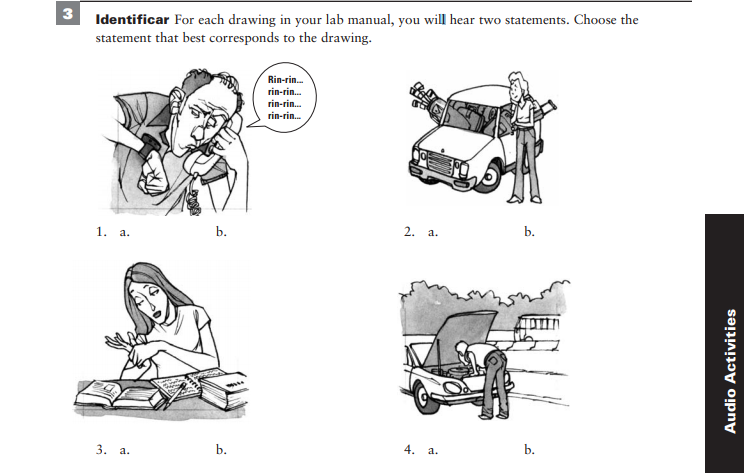 3
Identificar For each drawing in your lab manual, you will hear two statements. Choose the
statement that best corresponds to the drawing.
Rin-rin...
rin-rin...
rin-rin...
rin-rin...
1. a. b.
2. a. b.
3. a. b.
4. a. b.
Audio Activities